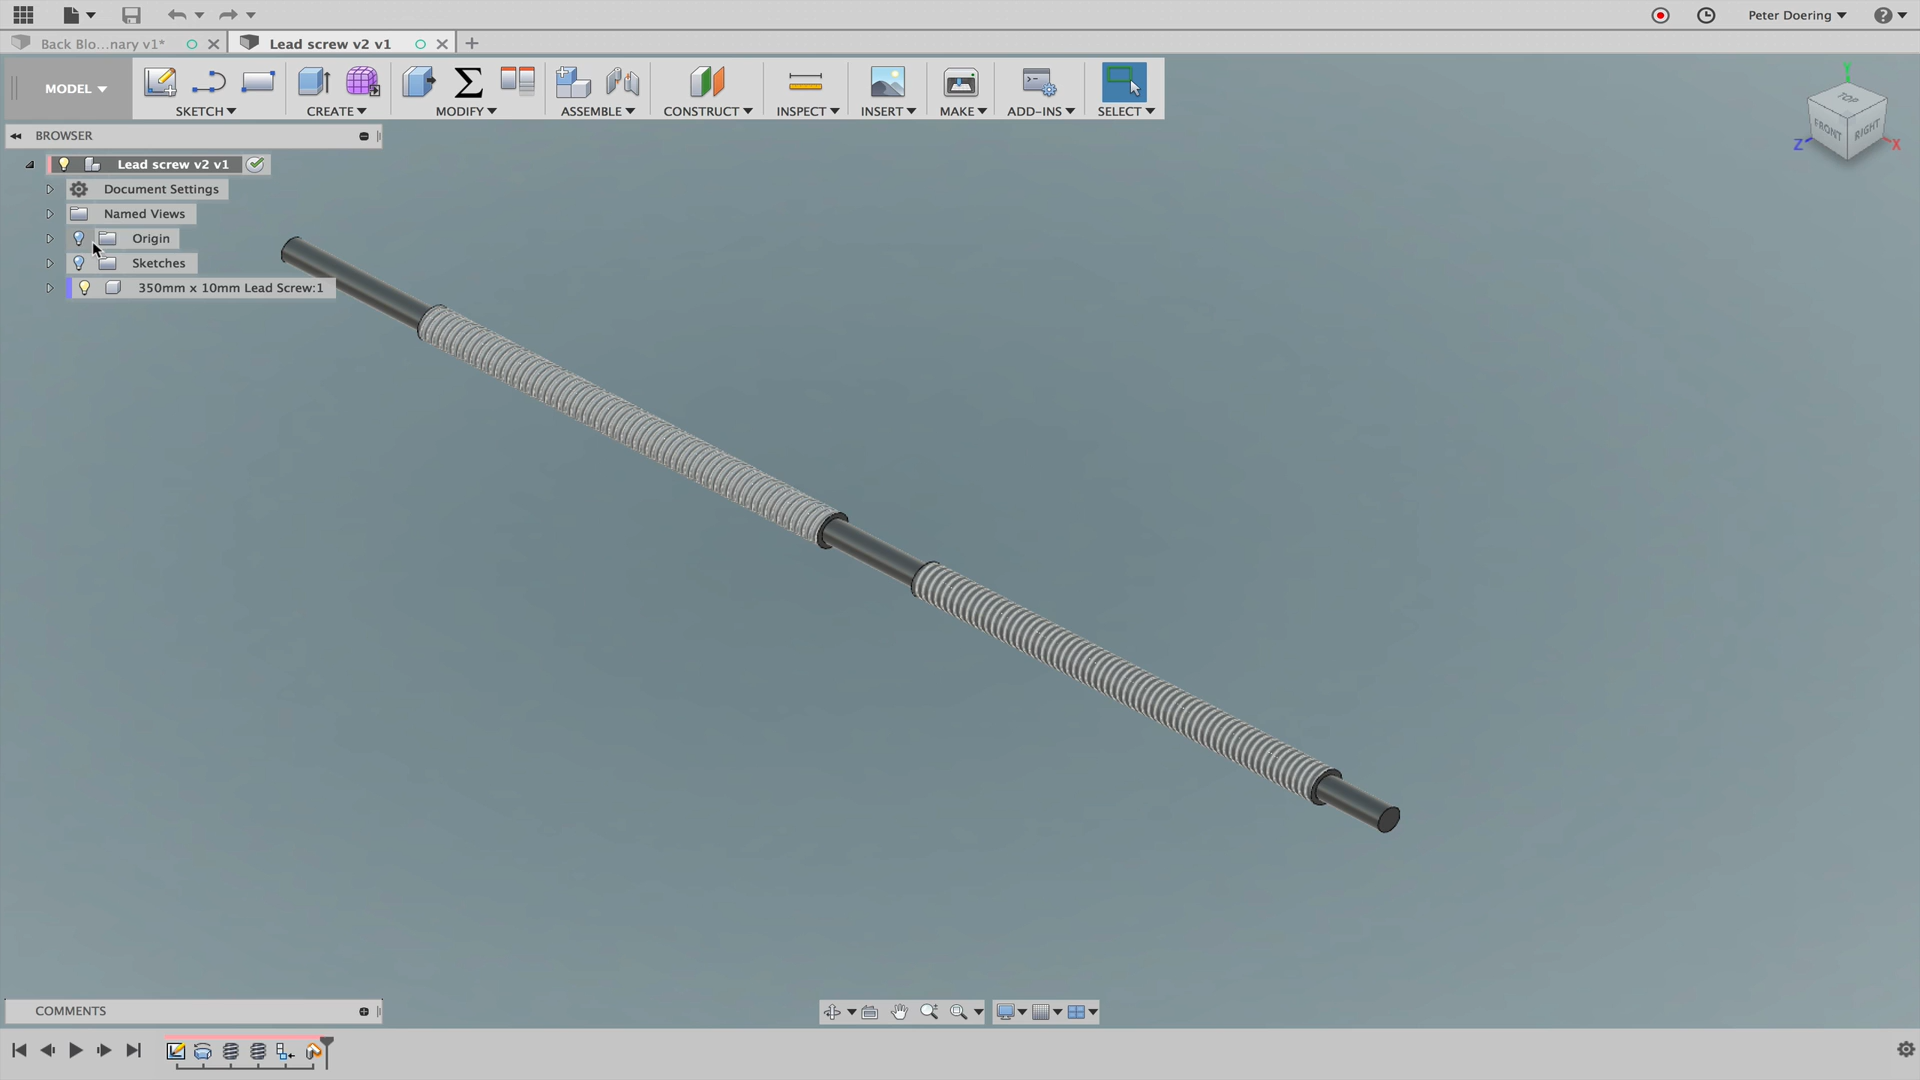 Peter Doering
Back Blo...nary v1*
Lead screw v2 v1
MODEL
SKETCH
CREATE
MODIFY
ASSEMBLE
CONSTRUCT
INSPECT
INSERT
MAKE
ADD-INS
SELECT
TOP
FRONT
RIGHT
Y
Z
X
BROWSER
Lead screw v2 v1
Document Settings
Named Views
Origin
Sketches
350mm x 10mm Lead Screw:1
COMMENTS